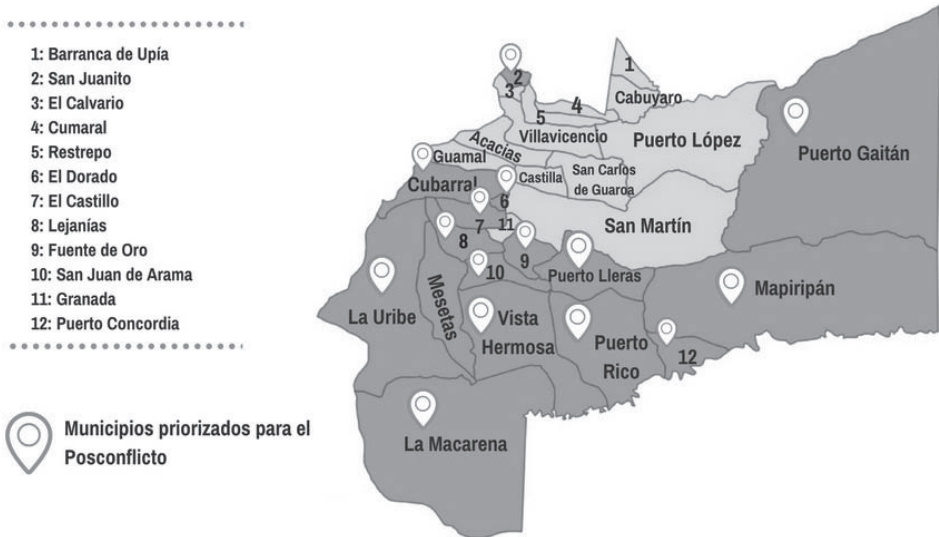 1: Barranca de Upía
2: San Juanito
3: El Calvario
4: Cumaral
5: Restrepo
6: El Dorado
7: El Castillo
8: Lejanías
9: Fuente de Oro
10: San Juan de Arama
11: Granada
12: Puerto Concordia
Municipios priorizados para el
Posconflicto
2
1
3
4
Cabuyaro
5
Villavicencio
Puerto López
Puerto Gaitán
Acacias
Guamal
Castilla
San Carlos
de Guaroa
Cubarral
6
San Martín
7
11
8
9
10
Puerto Lleras
Mapiripán
La Uribe
Mesetas
Vista
Hermosa
Puerto
Rico
12
La Macarena